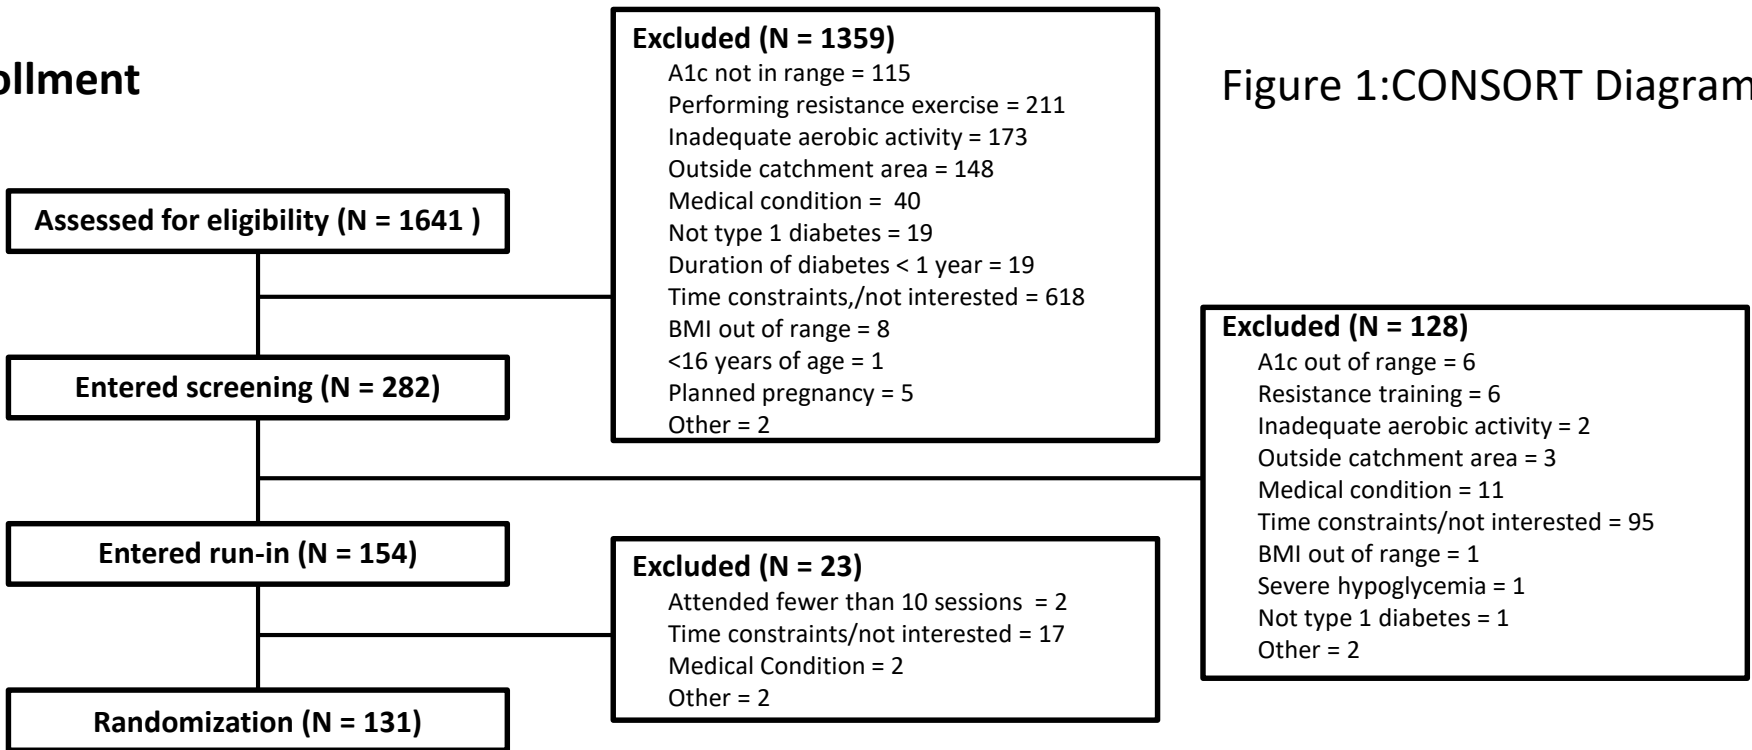 ollment
Figure 1:CONSORT Diagram
Assessed for eligibility (N = 1641 )
Excluded (N = 1359)
A1c not in range = 115
Performing resistance exercise = 211
Inadequate aerobic activity = 173
Outside catchment area = 148
Medical condition =  40
Not type 1 diabetes = 19
Duration of diabetes < 1 year = 19
Time constraints,/not interested = 618
BMI out of range = 8
<16 years of age = 1
Planned pregnancy = 5
Other = 2
Entered screening (N = 282)
Excluded (N = 128)
A1c out of range = 6
Resistance training = 6
Inadequate aerobic activity = 2
Outside catchment area = 3
Medical condition = 11
Time constraints/not interested = 95
BMI out of range = 1
Severe hypoglycemia = 1
Not type 1 diabetes = 1
Other = 2
Entered run-in (N = 154)
Excluded (N = 23)
Attended fewer than 10 sessions  = 2
Time constraints/not interested = 17
Medical Condition = 2
Other = 2
Randomization (N = 131)